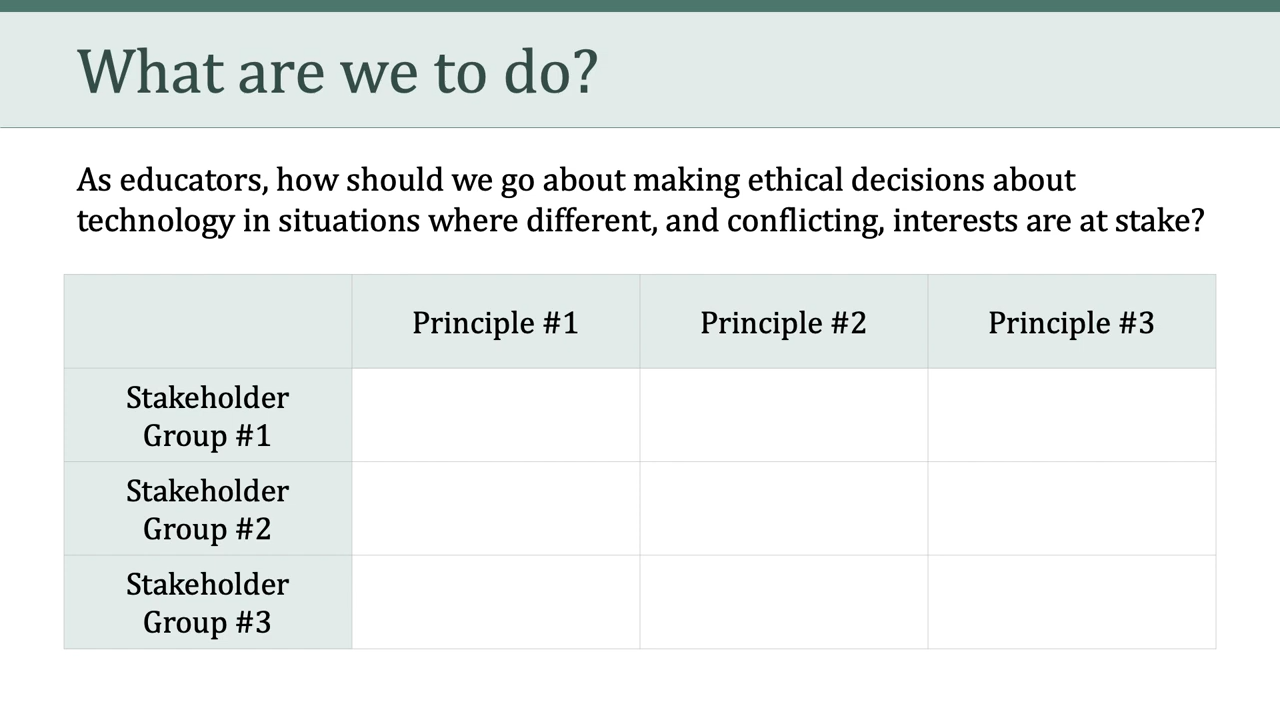 What are we to do?
As educators, how should we go about making ethical decisions about
technology in situations where different, and conflicting, interests are at stake?
Principle #1
Principle #2
Principle #3
Stakeholder
Group #1
Stakeholder
Group #2
Stakeholder
Group #3